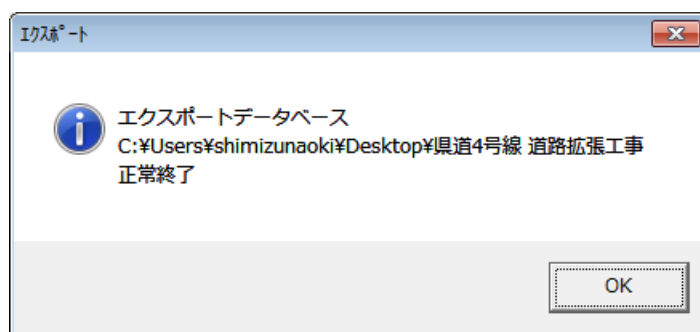 ｴｸｽﾎﾟｰﾄ
エクスポートデータベース
C:¥Users¥shimizunaoki¥Desktop¥県道4号線 道路拡張工事
正常終了
OK